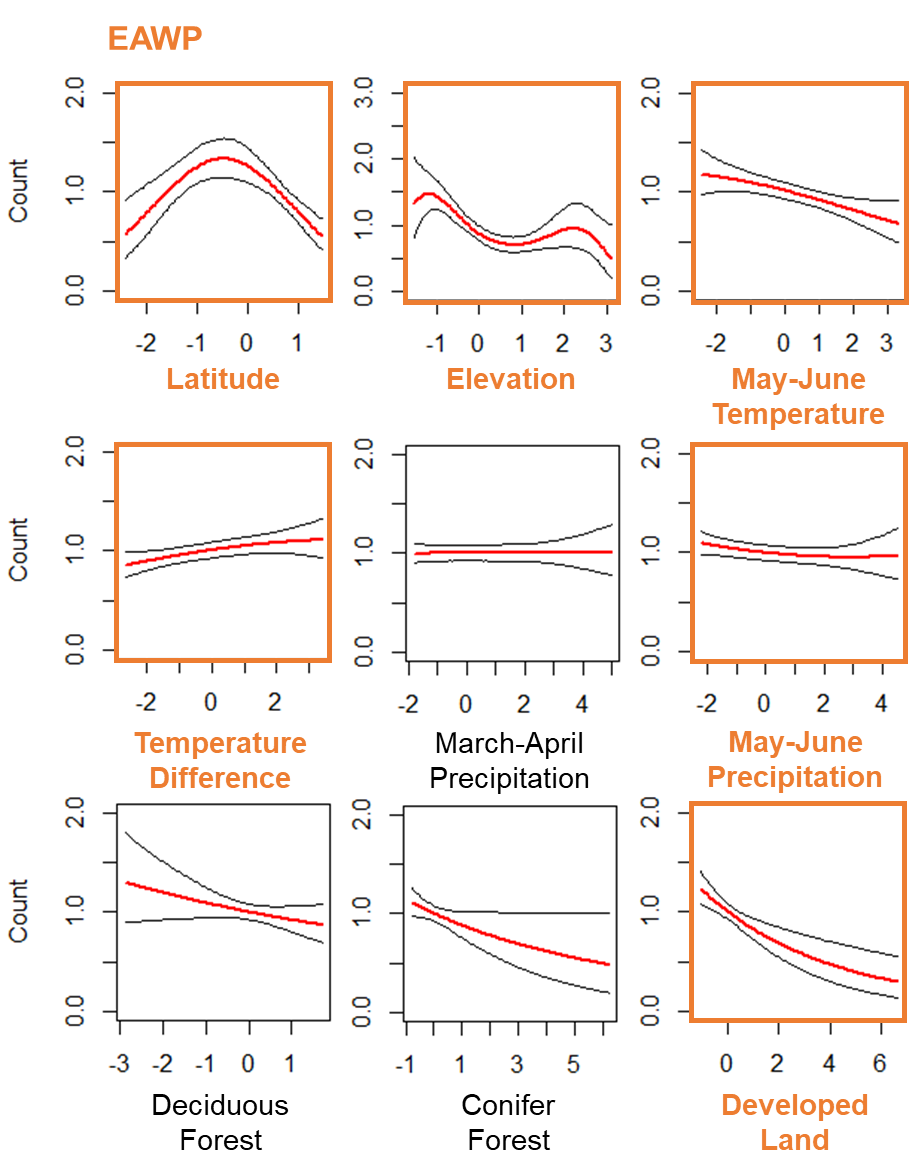 EAWP
Count
2.0
1.0
0.0
-2 -1 0 1
Latitude
3.0
2.0
1.0
0.0
-1 0 1 2 3
Elevation
2.0
1.0
0.0
-2 0 1 2 3
May-June
Temperature
Count
2.0
1.0
0.0
-2 0 2
Temperature
Difference
2.0
1.0
0.0
-2 0 2 4
March-April
Precipitation
2.0
1.0
0.0
-2 0 2 4
May-June
Precipitation
Count
2.0
1.0
0.0
-3 -2 -1 0 1
Deciduous
Forest
2.0
1.0
0.0
-1 1 3 5
Conifer
Forest
2.0
1.0
0.0
0 2 4 6
Developed
Land